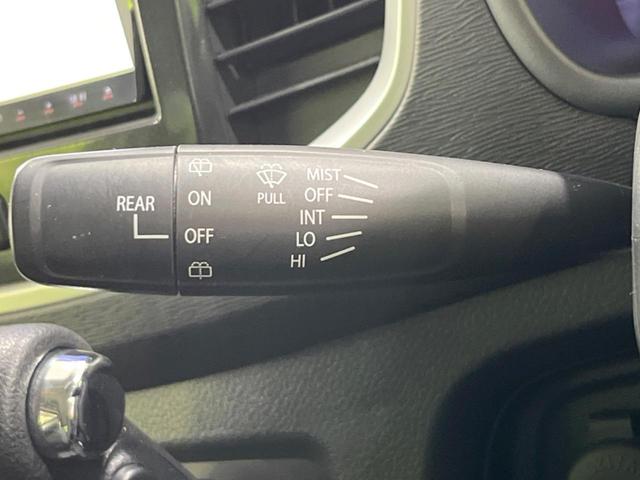 REAR
ON
OFF
PULL
MIST
OFF
INT
LO
HI